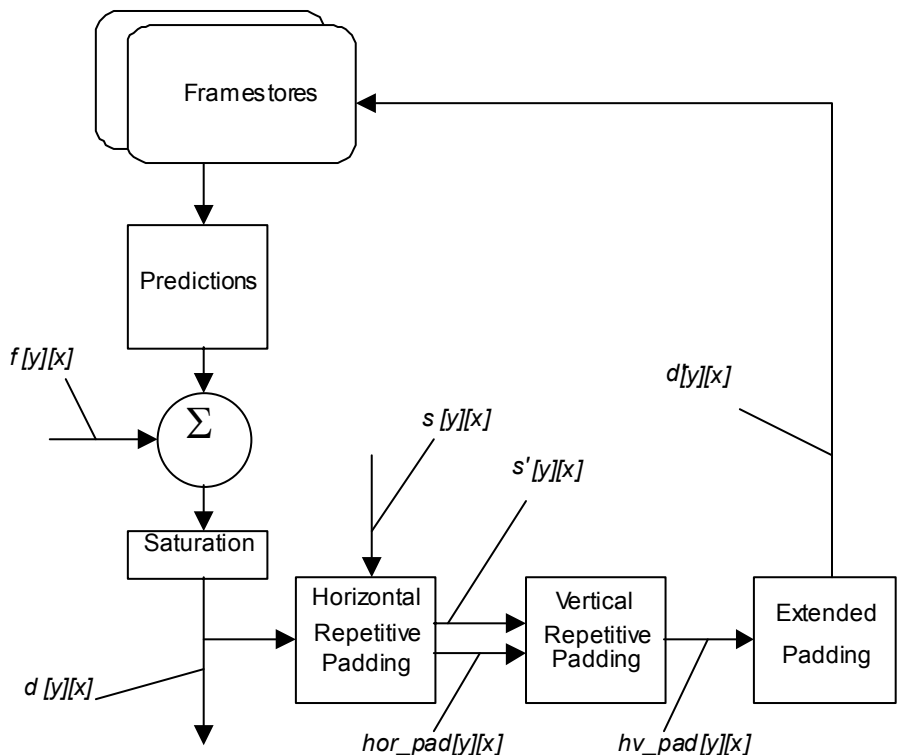 Framestores
Predictions
f [y][x]
Σ
d'[y][x]
s [y][x]
s' [y][x]
Saturation
Horizontal
Repetitive
Padding
Vertical
Repetitive
Padding
Extended
Padding
d [y][x]
hor_pad[y][x]
hv_pad[y][x]